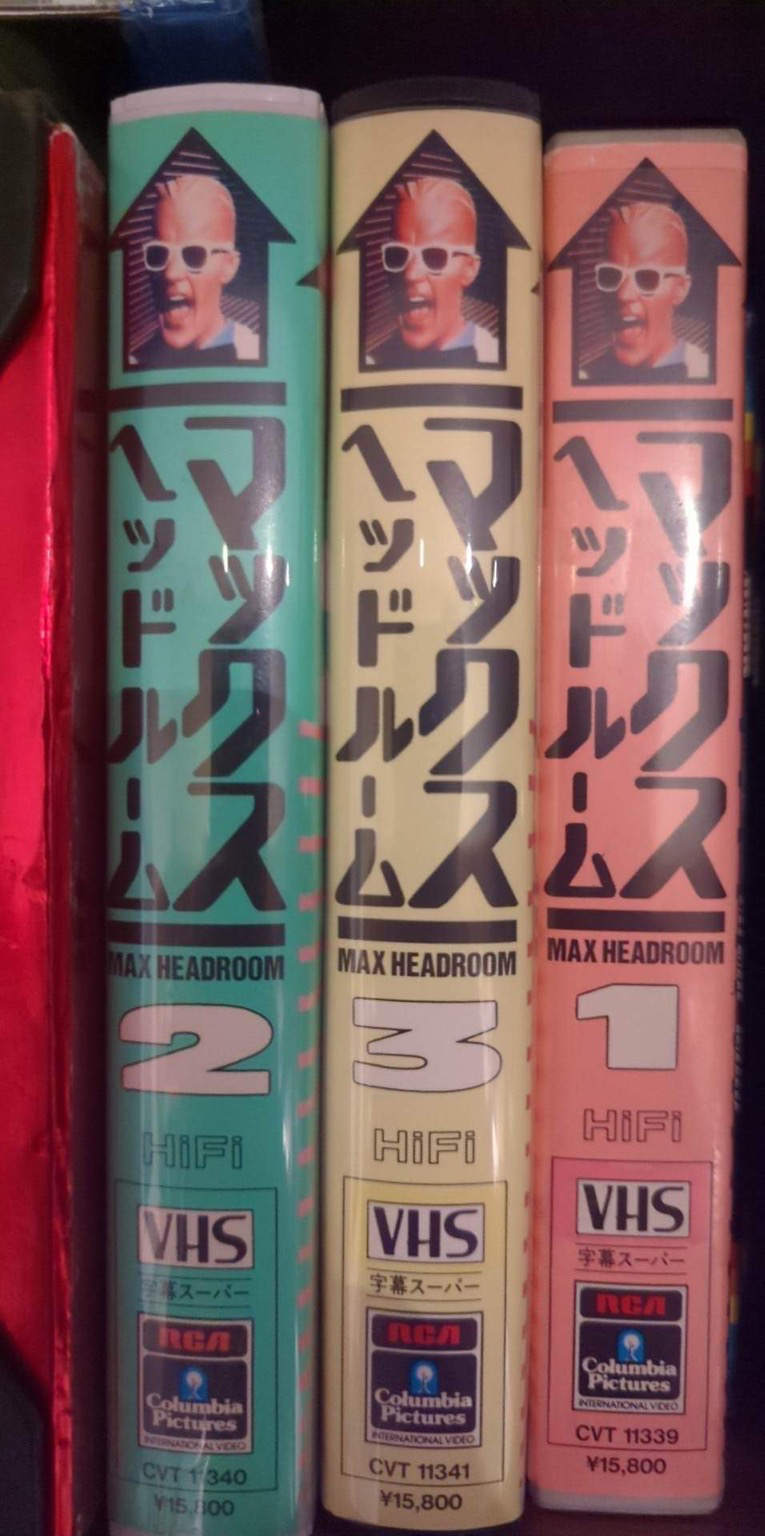 マックス
ヘッドルーム
MAX HEADROOM
2
HiFi
VHS
字幕スーパー
RCA
Columbia
Pictures
INTERNATIONAL VIDEO
CVT 11340
¥15,800
マックス
ヘッドルーム
MAX HEADROOM
3
HiFi
VHS
字幕スーパー
RCA
Columbia
Pictures
INTERNATIONAL VIDEO
CVT 11341
¥15,800
マックス
ヘッドルーム
MAX HEADROOM
1
HiFi
VHS
字幕スーパー
RCA
Columbia
Pictures
INTERNATIONAL VIDEO
CVT 11339
¥15,800